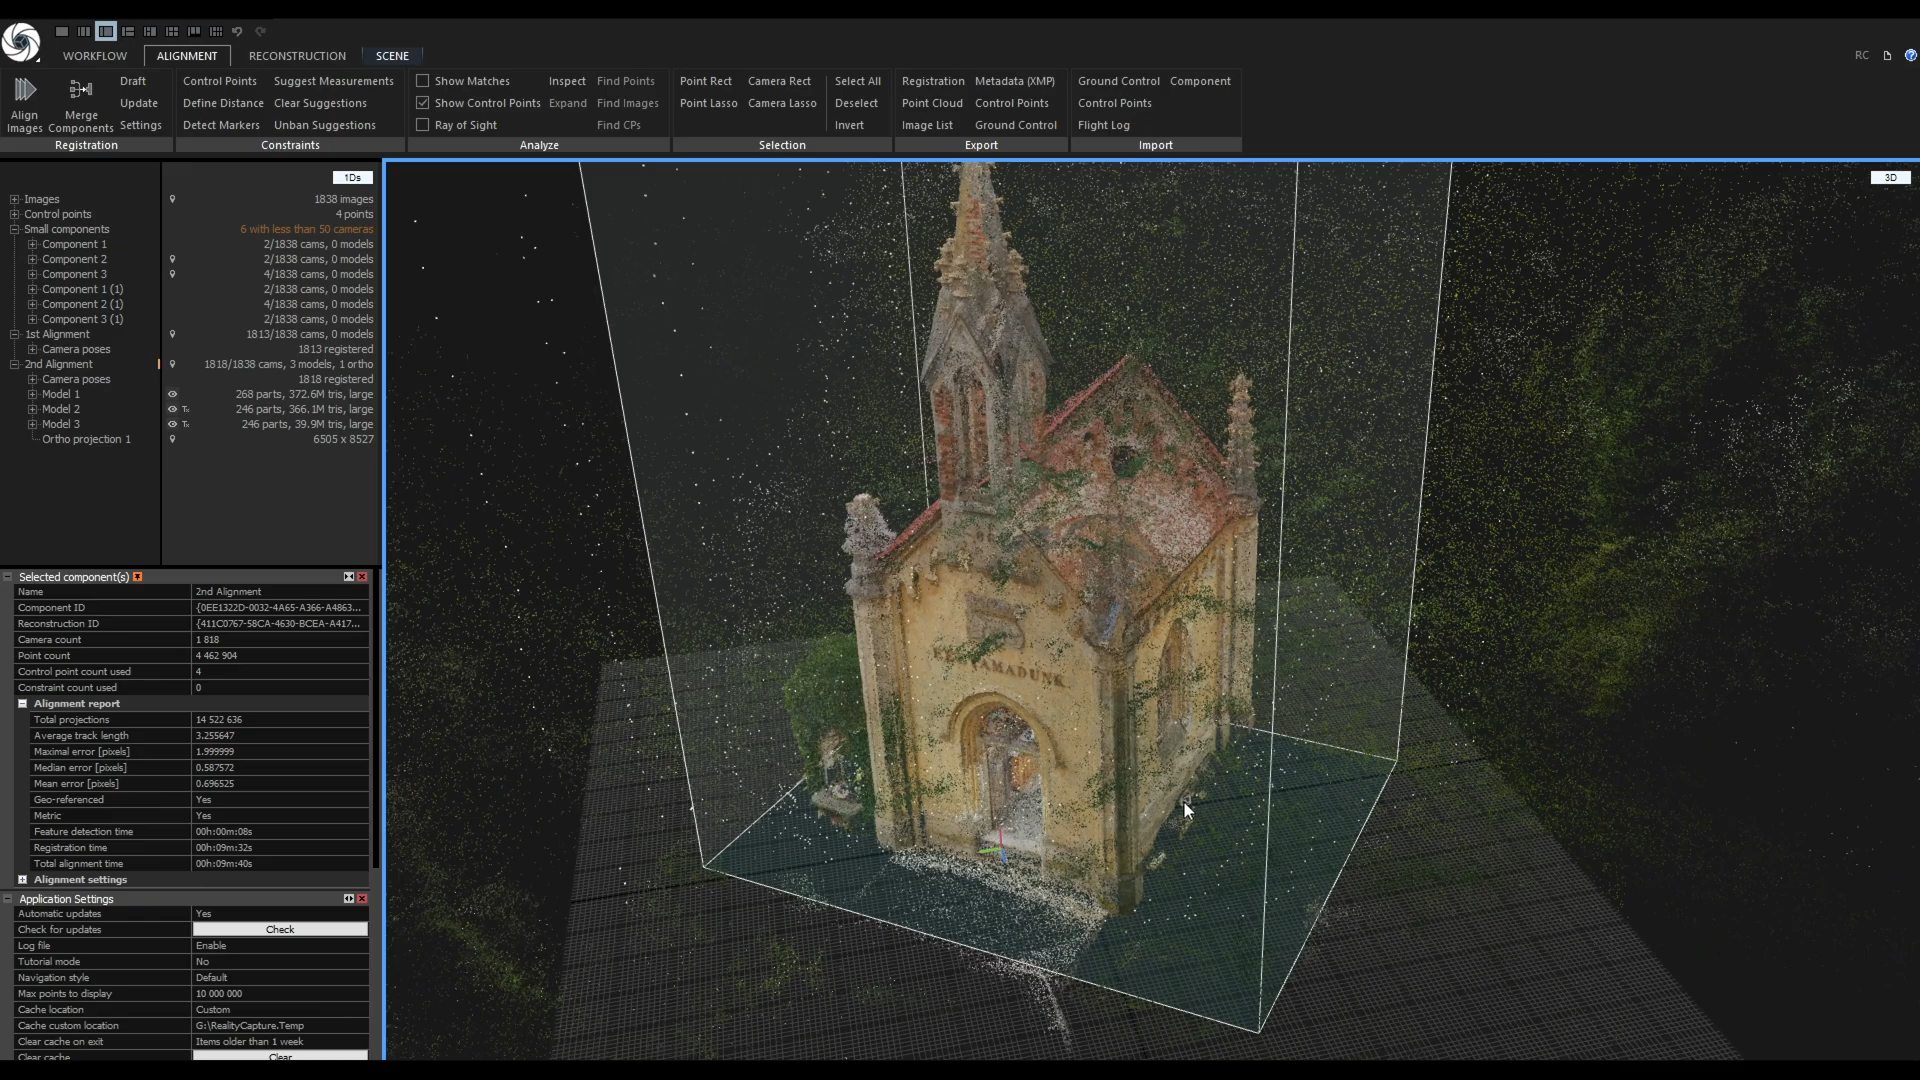 WORKFLOW ALIGNMENT RECONSTRUCTION SCENE
RC
Align Images
Merge Components
Draft
Update
Settings
Registration
Control Points Suggest Measurements
Define Distance Clear Suggestions
Detect Markers Unban Suggestions
Constraints
Show Matches Inspect Find Points
Show Control Points Expand Find Images
Ray of Sight Find CPs
Analyze
Point Rect Camera Rect Select All
Point Lasso Camera Lasso Deselect
Invert
Selection
Registration Metadata (XMP)
Point Cloud Control Points
Image List Ground Control
Export
Ground Control Component
Control Points
Flight Log
Import
1Ds
3D
Images 1838 images
Control points 4 points
Small components 6 with less than 50 cameras
Component 1 2/1838 cams, 0 models
Component 2 2/1838 cams, 0 models
Component 3 4/1838 cams, 0 models
Component 1 (1) 2/1838 cams, 0 models
Component 2 (1) 4/1838 cams, 0 models
Component 3 (1) 2/1838 cams, 0 models
1st Alignment 1813/1838 cams, 0 models
Camera poses 1813 registered
2nd Alignment 1818/1838 cams, 3 models, 1 ortho
Camera poses 1818 registered
Model 1 268 parts, 372.6M tris, large
Model 2 246 parts, 366.1M tris, large
Model 3 246 parts, 39.9M tris, large
Ortho projection 1 6505 x 8527
Selected component(s)
Name 2nd Alignment
Component ID {0EE1322D-0032-4A65-A366-A4863...
Reconstruction ID {411C0767-58CA-4630-BCEA-A417...
Camera count 1 818
Point count 4 462 904
Control point count used 4
Constraint count used 0
Alignment report
Total projections 14 522 636
Average track length 3.255647
Maximal error [pixels] 1.999999
Median error [pixels] 0.587572
Mean error [pixels] 0.696525
Geo-referenced Yes
Metric Yes
Feature detection time 00h:00m:08s
Registration time 00h:09m:32s
Total alignment time 00h:09m:40s
Alignment settings
Application Settings
Automatic updates Yes
Check for updates Check
Log file Enable
Tutorial mode No
Navigation style Default
Max points to display 10 000 000
Cache location Custom
Cache custom location G:\RealityCapture.Temp
Clear cache on exit Items older than 1 week
Clear cache Clear